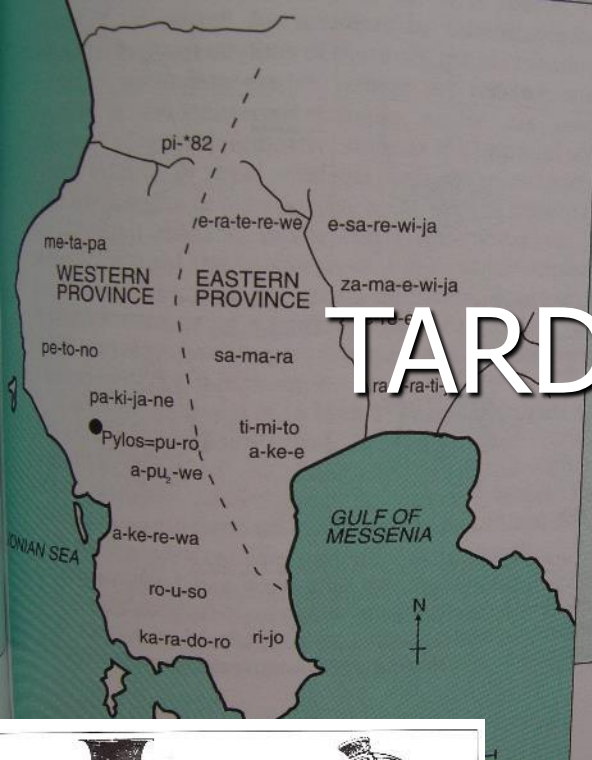 pi-*82
e-ra-te-re-we e-sa-re-wi-ja
me-ta-pa
WESTERN
PROVINCE
EASTERN
PROVINCE
za-ma-e-wi-ja
TARD
pe-to-no
sa-ma-ra
pa-ki-ja-ne
ti-mi-to
a-ke-e
Pylos=pu-ro
a-pu₂-we
GULF OF
MESSENIA
a-ke-re-wa
SEA
ro-u-so
N
ka-ra-do-ro ri-jo